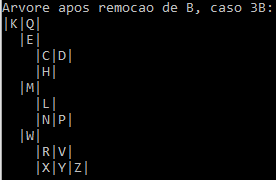 Arvore apos remocao de B, caso 3B:
|K|Q|
|E|
|C|D|
|H|
|M|
|L|
|N|P|
|W|
|R|V|
|X|Y|Z|